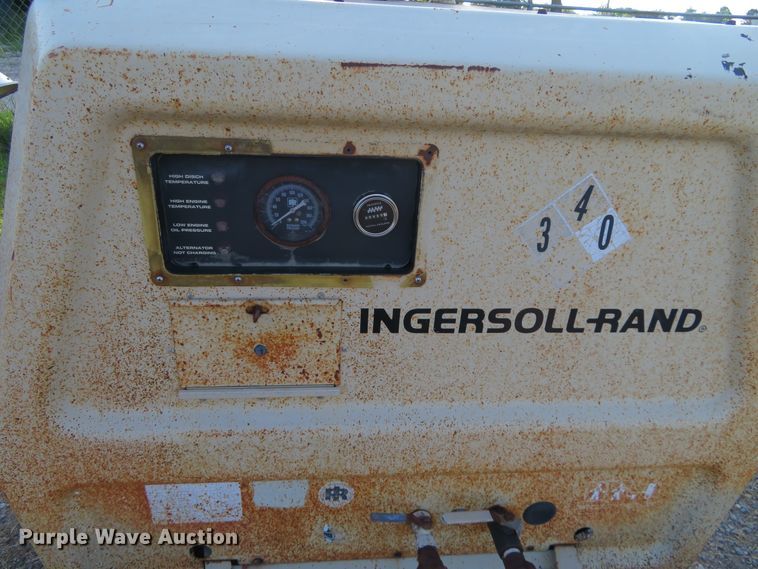 HIGH DISCH
TEMPERATURE
HIGH ENGINE
TEMPERATURE
LOW ENGINE
OIL PRESSURE
ALTERNATOR
NOT CHARGING
4
3
0
INGERSOLL-RAND®
IR
Purple Wave Auction